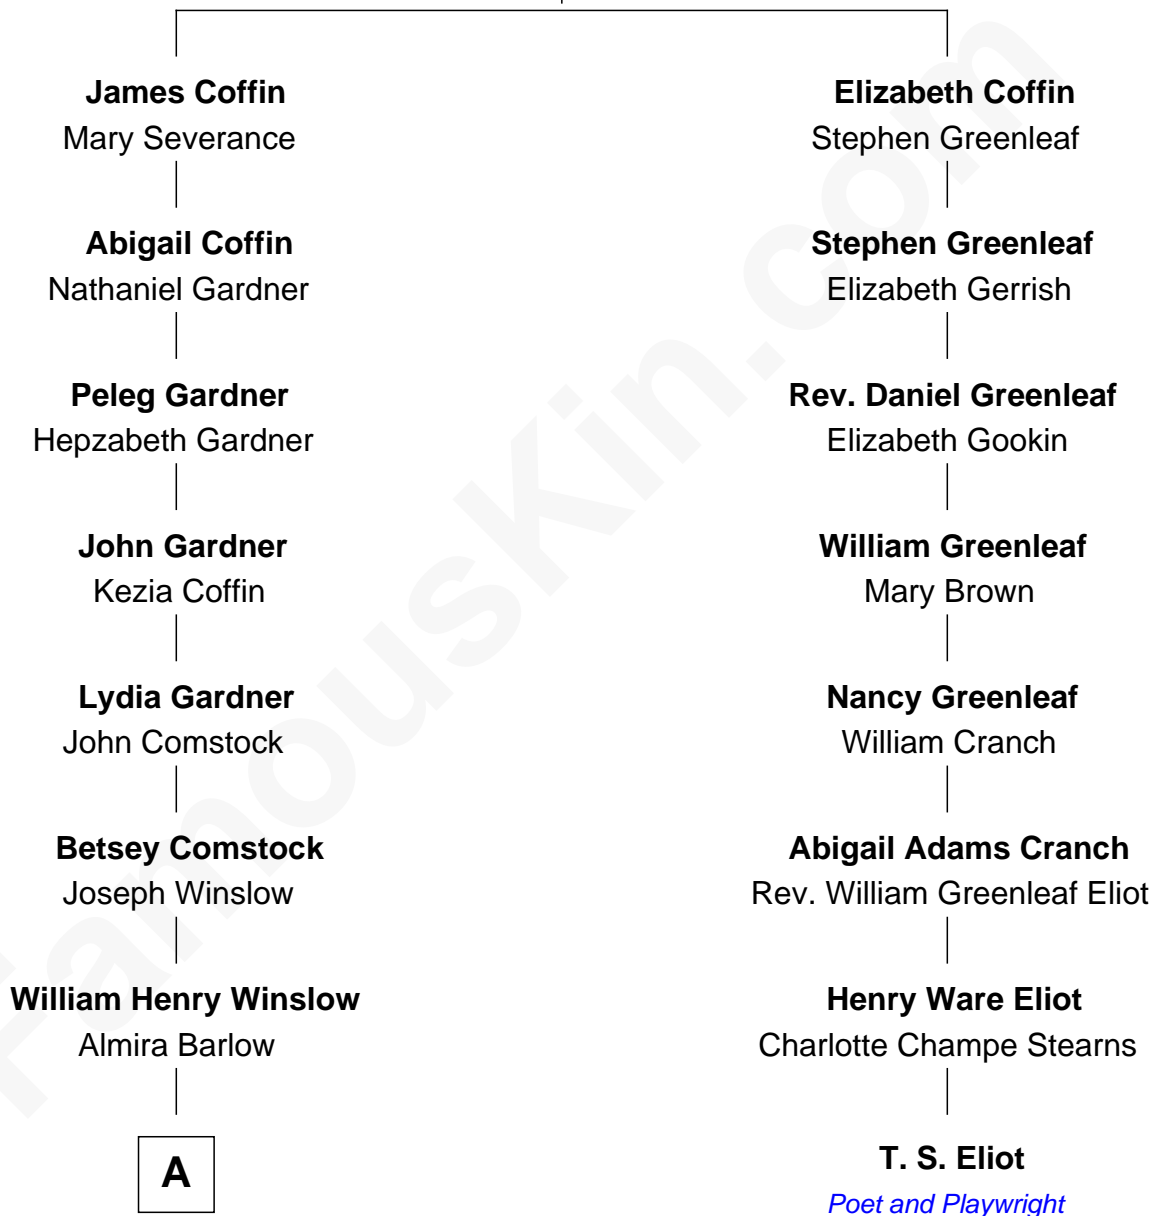 James Coffin
Mary Severance
Abigail Coffin
Nathaniel Gardner
Peleg Gardner
Hepzabeth Gardner
John Gardner
Kezia Coffin
Lydia Gardner
John Comstock
Betsey Comstock
Joseph Winslow
William Henry Winslow
Almira Barlow
A
Elizabeth Coffin
Stephen Greenleaf
Stephen Greenleaf
Elizabeth Gerrish
Rev. Daniel Greenleaf
Elizabeth Gookin
William Greenleaf
Mary Brown
Nancy Greenleaf
William Cranch
Abigail Adams Cranch
Rev. William Greenleaf Eliot
Henry Ware Eliot
Charlotte Champe Stearns
T. S. Eliot
Poet and Playwright
FamousKin.com